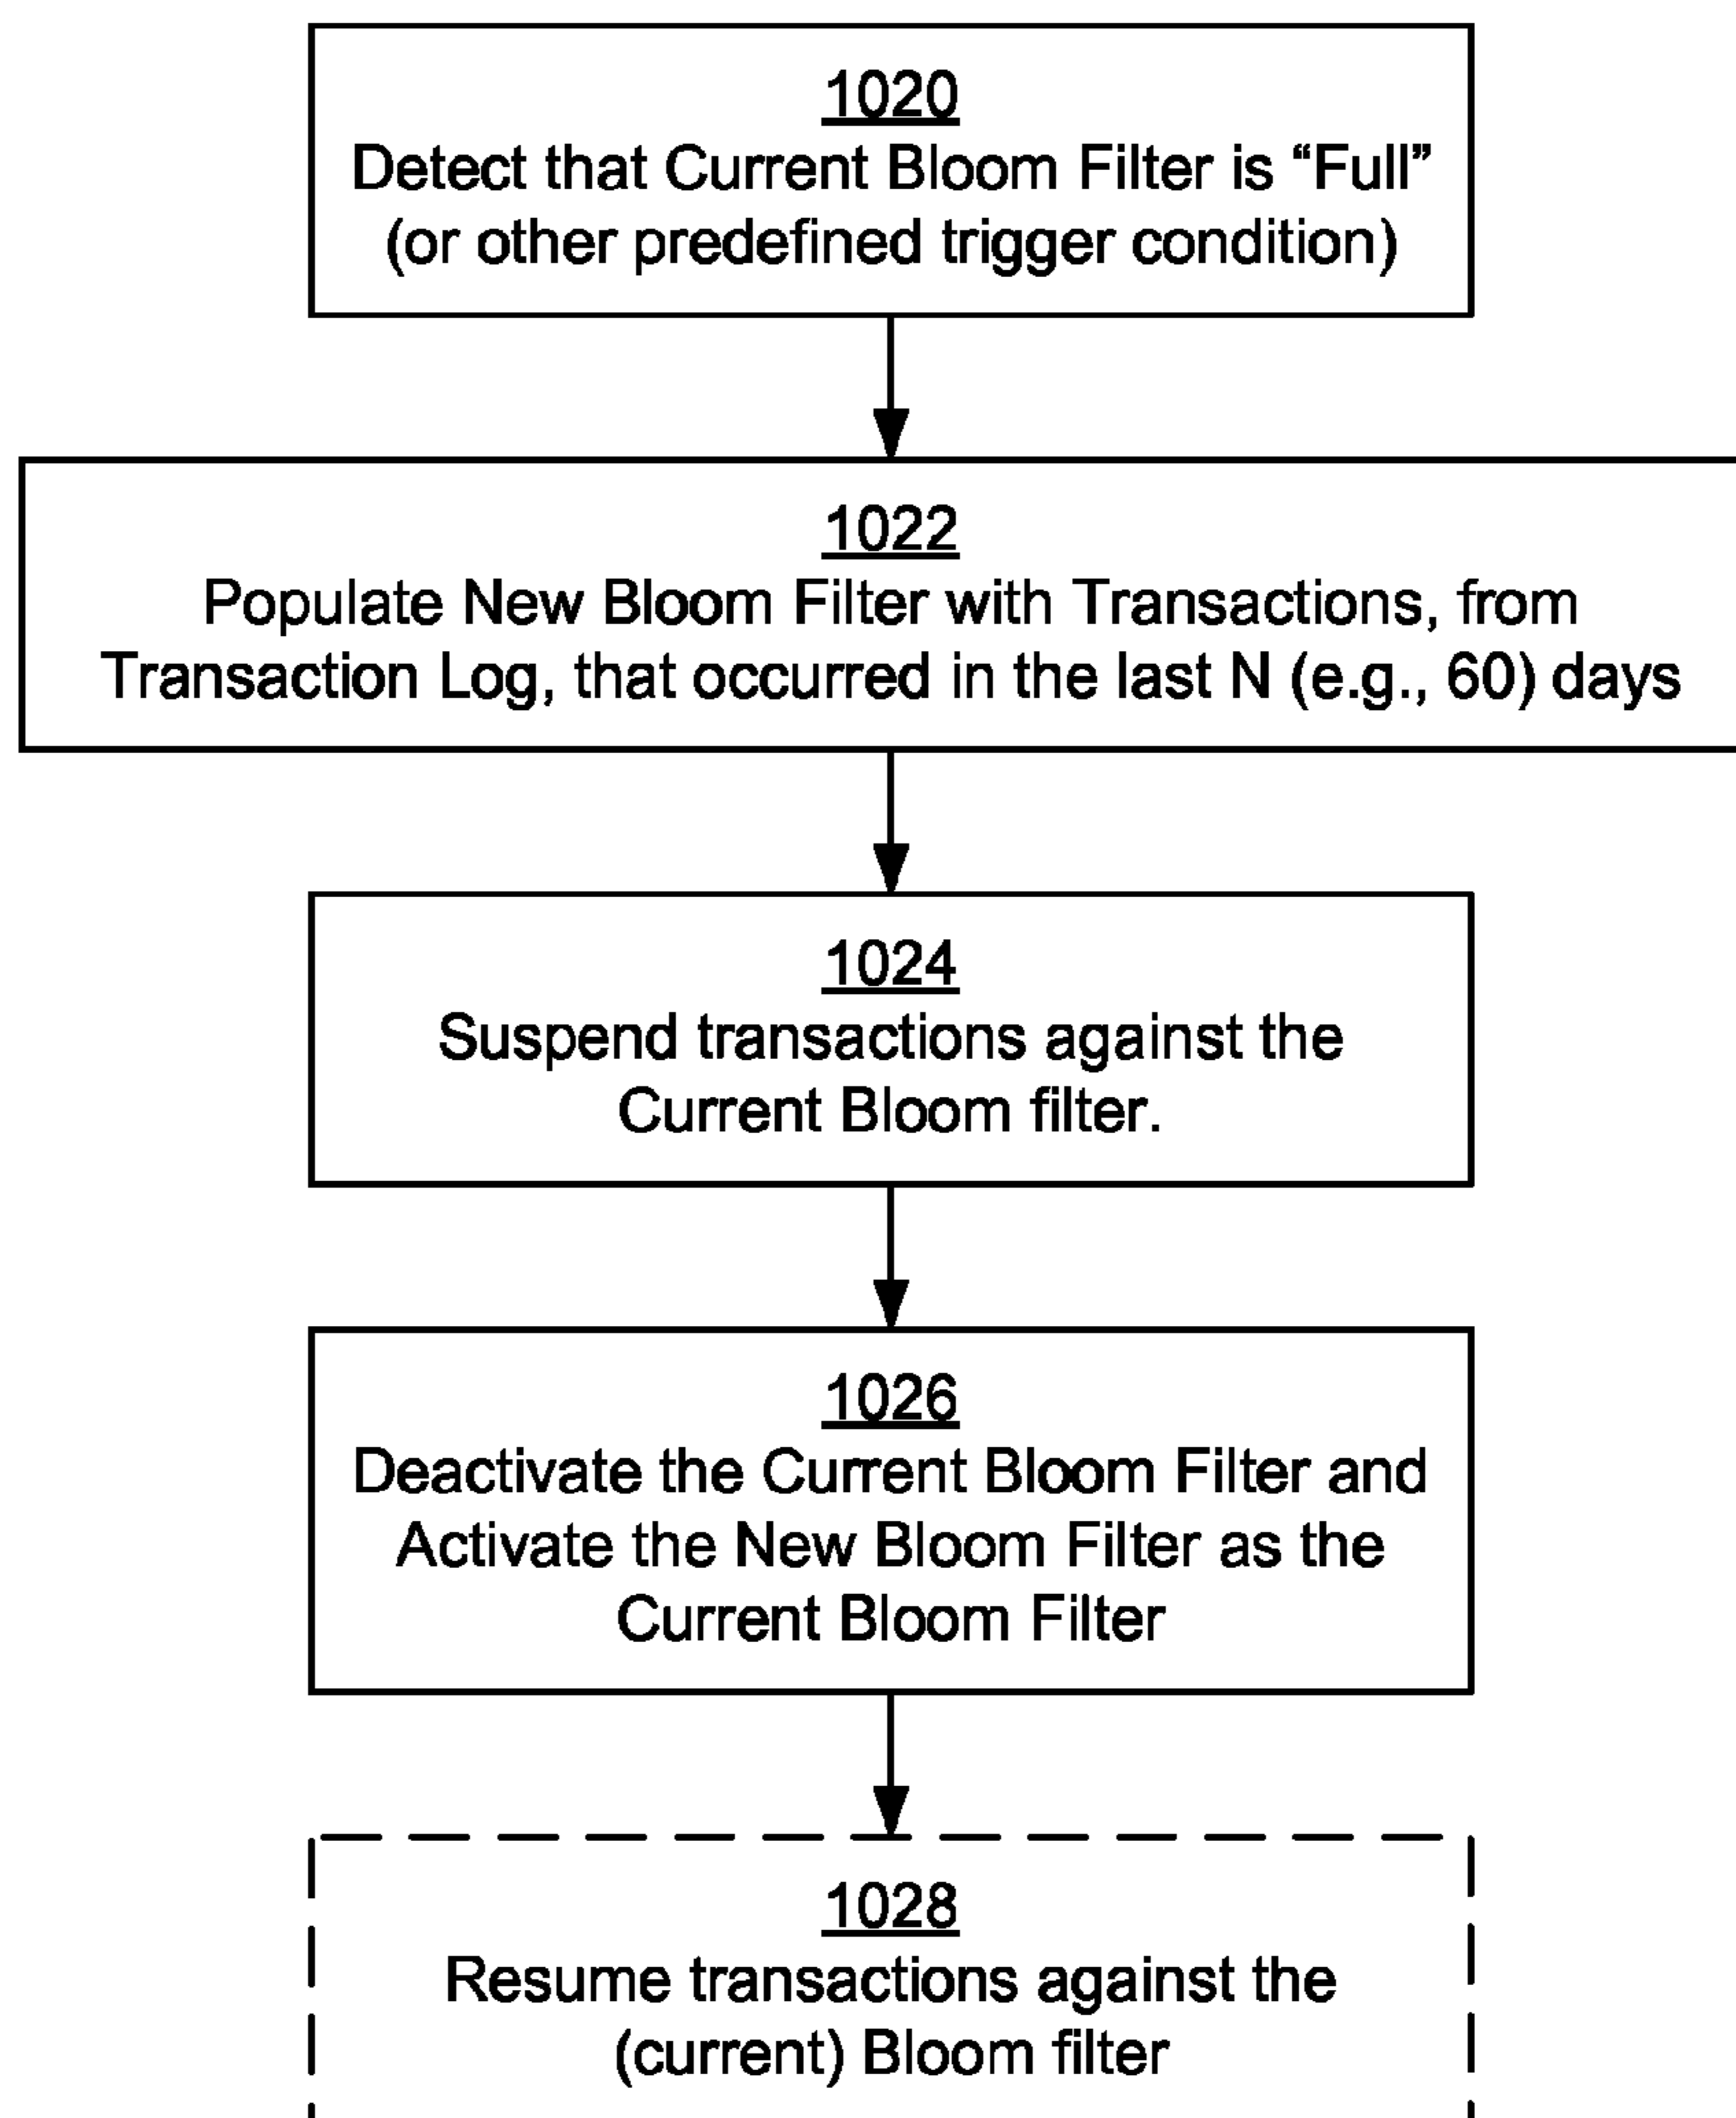 1020
Detect that Current Bloom Filter is “Full”
(or other predefined trigger condition)
1022
Populate New Bloom Filter with Transactions, from
Transaction Log, that occurred in the last N (e.g., 60) days
1024
Suspend transactions against the
Current Bloom filter.
1026
Deactivate the Current Bloom Filter and
Activate the New Bloom Filter as the
Current Bloom Filter
1028
Resume transactions against the
(current) Bloom filter